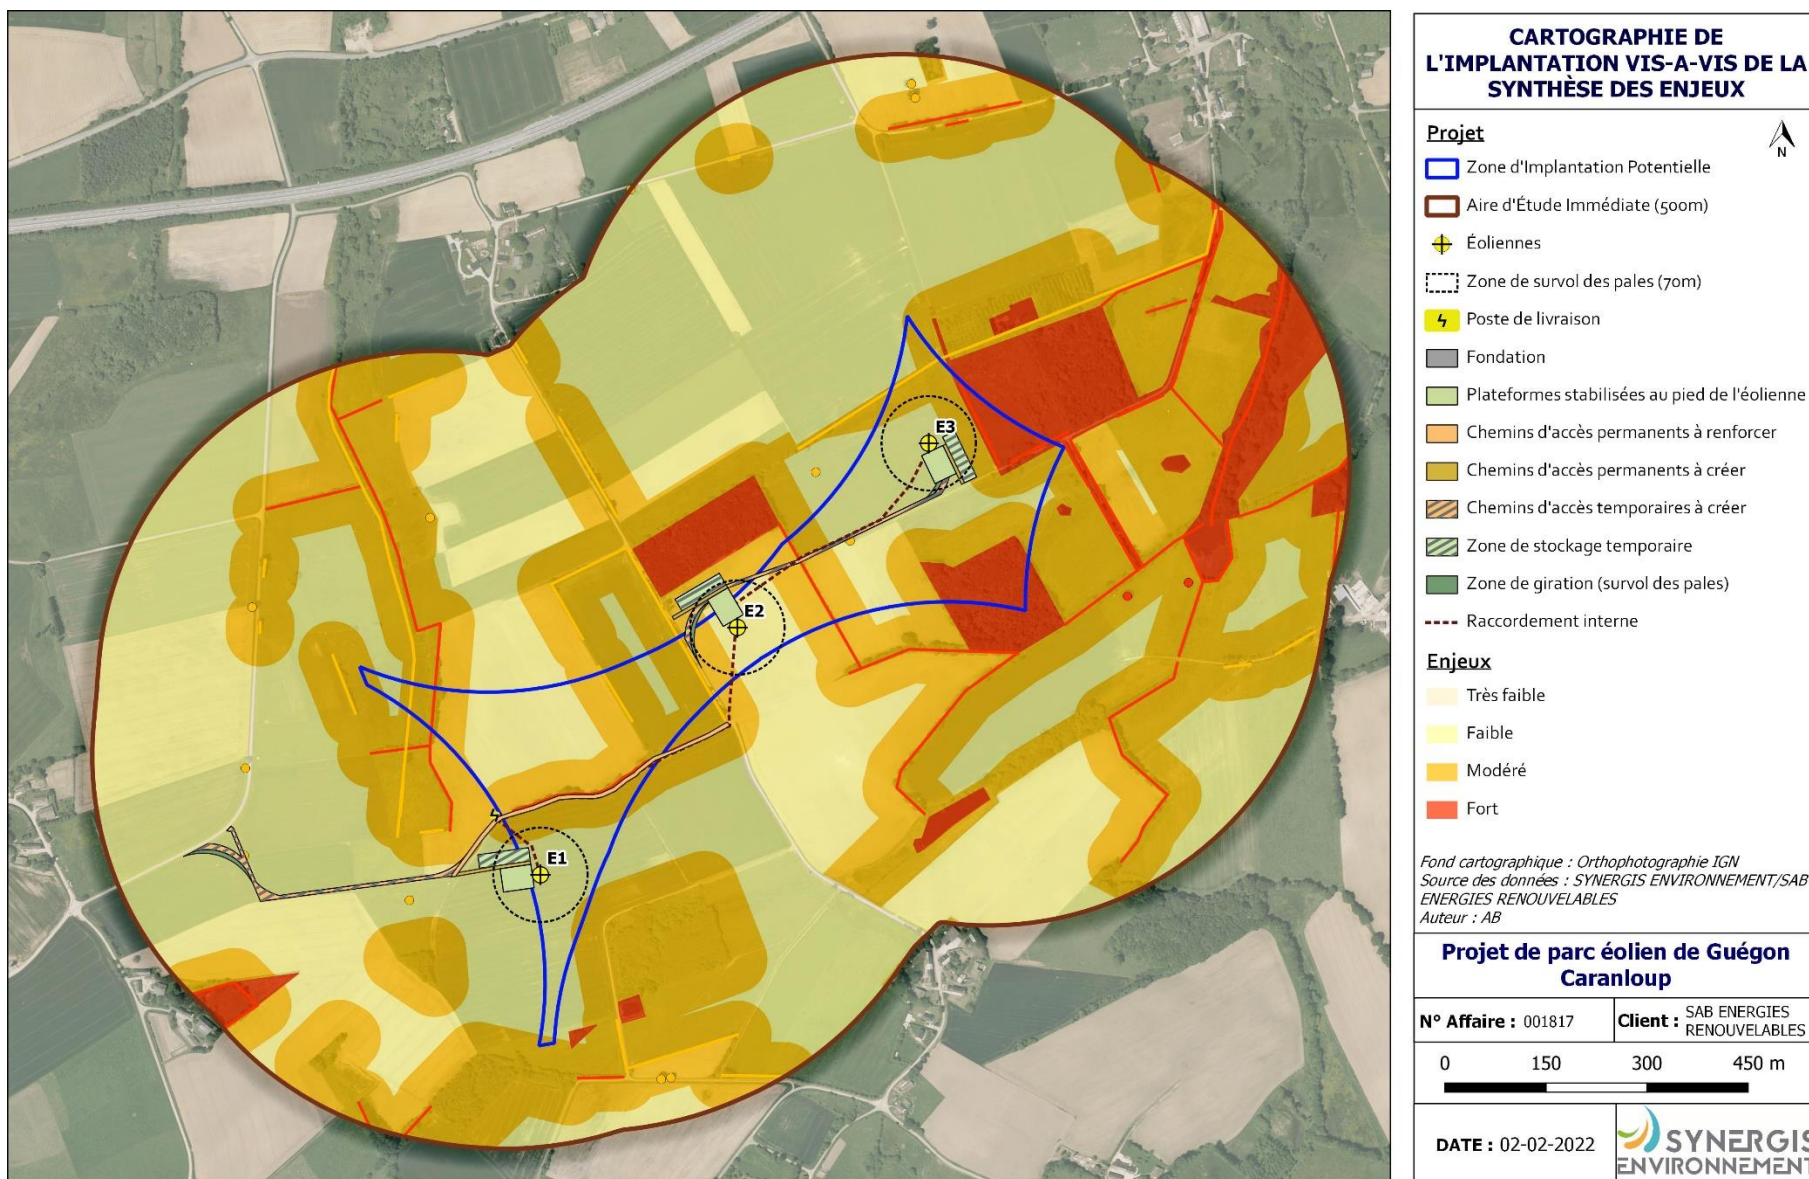 CARTOGRAPHIE DE
L'IMPLANTATION VIS-A-VIS DE LA
SYNTHÈSE DES ENJEUX
Projet
N
Zone d'Implantation Potentielle
Aire d'Étude Immédiate (500m)
Éoliennes
Zone de survol des pales (70m)
Poste de livraison
Fondation
Plateformes stabilisées au pied de l'éolienne
Chemins d'accès permanents à renforcer
Chemins d'accès permanents à créer
Chemins d'accès temporaires à créer
Zone de stockage temporaire
Zone de giration (survol des pales)
Raccordement interne
Enjeux
Très faible
Faible
Modéré
Fort
Fond cartographique : Orthophotographie IGN
Source des données : SYNERGIS ENVIRONNEMENT/SAB
ENERGIES RENOUVELABLES
Auteur : AB
Projet de parc éolien de Guégon
Caranloup
N° Affaire : 001817
Client : SAB ENERGIES
RENOUVELABLES
0 150 300 450 m
DATE : 02-02-2022
SYNERGIS
ENVIRONNEMENT
E3
E2
E1